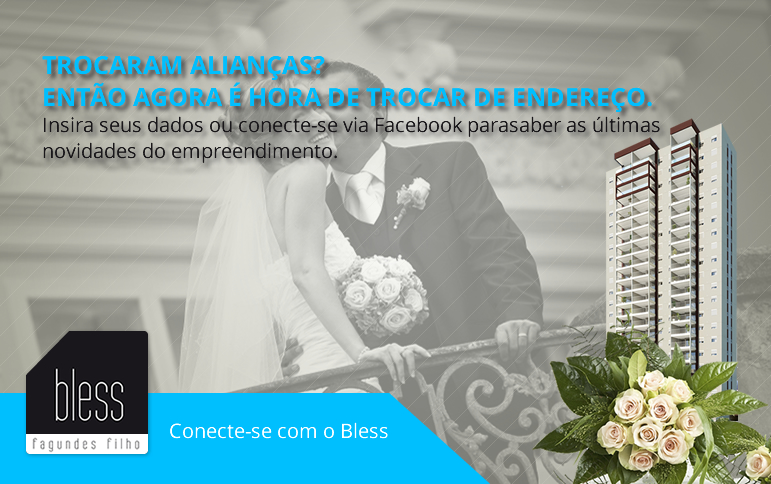 TROCARAM ALIANÇAS?
ENTÃO AGORA É HORA DE TROCAR DE ENDEREÇO.
Insira seus dados ou conecte-se via Facebook parasaber as últimas
novidades do empreendimento.
bless
fagundes filho
Conecte-se com o Bless